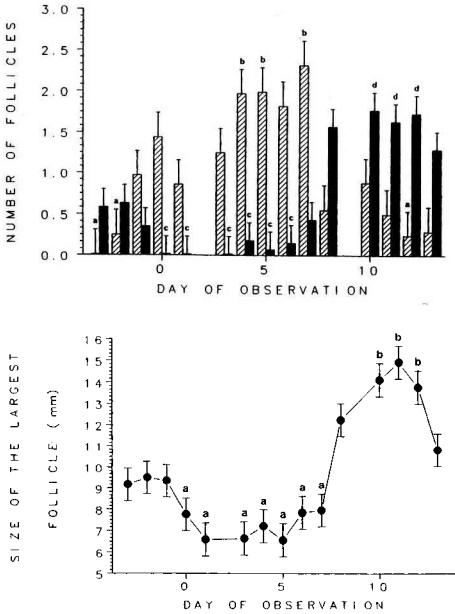 NUMBER OF FOLLICLES
3.0
2.5
2.0
1.5
1.0
0.5
0.0
a
a
c
c
c
b
c
b
c
c
b
d
d
a
d
0
5
10
DAY OF OBSERVATION
SIZE OF THE LARGEST
FOLLICLE (mm)
16
15
14
13
12
11
10
9
8
7
6
5
a
a
a
a
a
a
a
b
b
b
0
5
10
DAY OF OBSERVATION